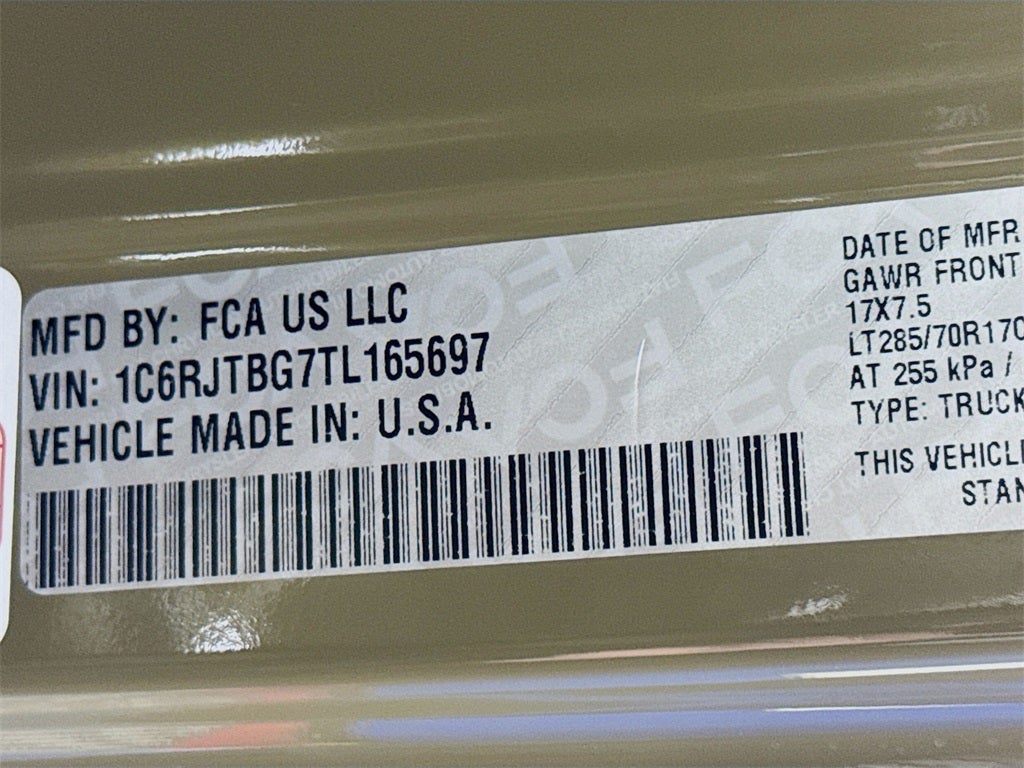 MFD BY: FCA US LLC
VIN: 1C6RJTBG7TL165697
VEHICLE MADE IN: U.S.A.
DATE OF MFR
GAWR FRONT
17X7.5
LT285/70R17C
AT 255 kPa /
TYPE: TRUCK
THIS VEHICLE
STAN